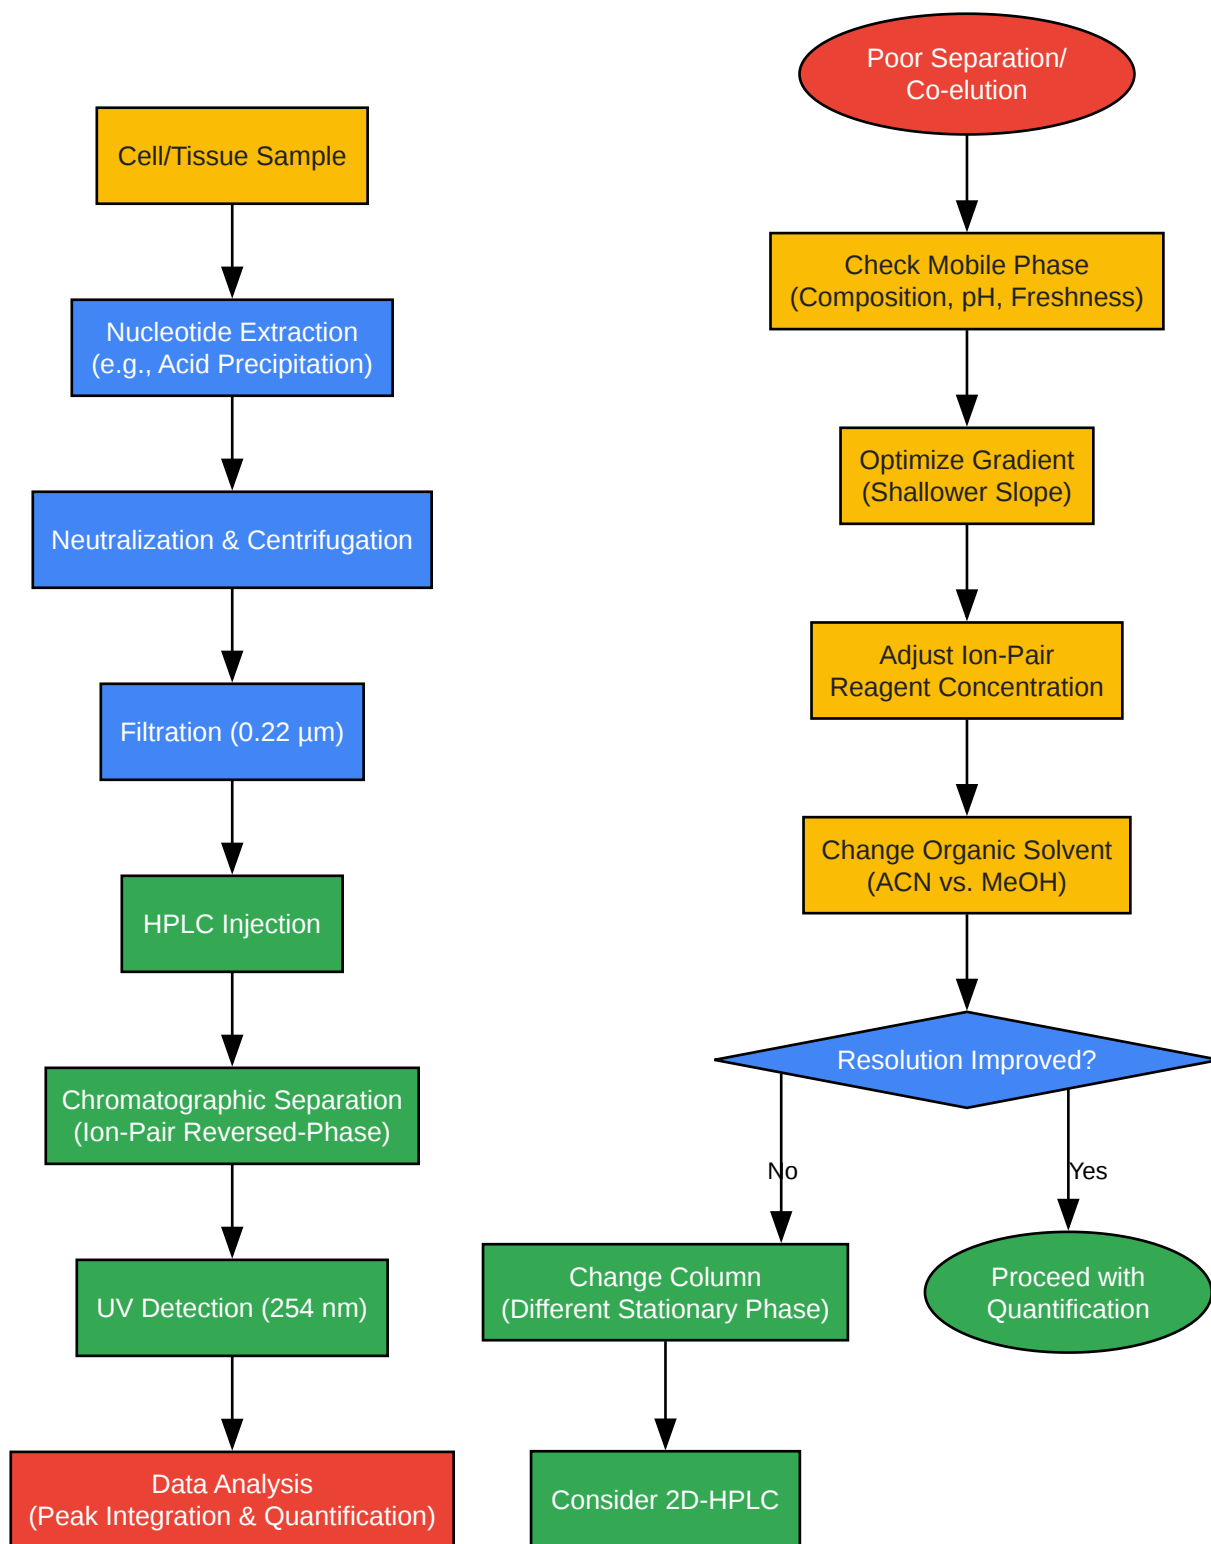 Cell/Tissue Sample
Nucleotide Extraction
(e.g., Acid Precipitation)
Neutralization & Centrifugation
Filtration (0.22 µm)
HPLC Injection
Chromatographic Separation
(Ion-Pair Reversed-Phase)
UV Detection (254 nm)
Data Analysis
(Peak Integration & Quantification)
Poor Separation/
Co-elution
Check Mobile Phase
(Composition, pH, Freshness)
Optimize Gradient
(Shallower Slope)
Adjust Ion-Pair
Reagent Concentration
Change Organic Solvent
(ACN vs. MeOH)
Resolution Improved?
No
Yes
Change Column
(Different Stationary Phase)
Proceed with
Quantification
Consider 2D-HPLC